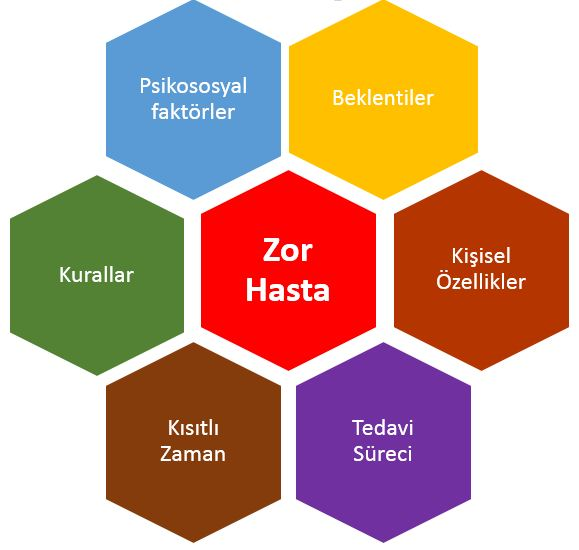 Psikososyal
faktörler
Beklentiler
Kurallar
Zor
Hasta
Kişisel
Özellikler
Kısıtlı
Zaman
Tedavi
Süreci